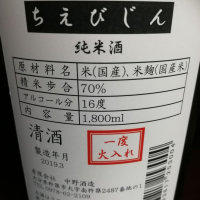 ちえびじん
純米酒
原材料名 米(国産)、米麹(国産米)
精米歩合 70%
アルコール分 16度
内容量 1,800ml
清酒
製造年月
2019.3
一度
火入れ
中野酒造